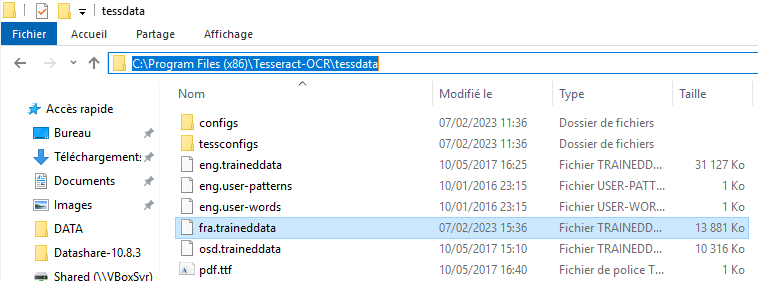 tessdata
Fichier Accueil Partage Affichage
C:\Program Files (x86)\Tesseract-OCR\tessdata
Nom Modifié le Type Taille
Accès rapide
Bureau
Téléchargements
Documents
Images
DATA
Datashare-10.8.3
Shared (\\VBoxSvr)
configs 07/02/2023 11:36 Dossier de fichiers
tessconfigs 07/02/2023 11:36 Dossier de fichiers
eng.traineddata 10/05/2017 16:25 Fichier TRAINEDD... 31 127 Ko
eng.user-patterns 10/01/2016 23:15 Fichier USER-PATT... 1 Ko
eng.user-words 10/01/2016 23:15 Fichier USER-WOR... 1 Ko
fra.traineddata 07/02/2023 15:36 Fichier TRAINEDD... 13 881 Ko
osd.traineddata 10/05/2017 15:10 Fichier TRAINEDD... 10 316 Ko
pdf.ttf 10/05/2017 16:40 Fichier de police T... 1 Ko